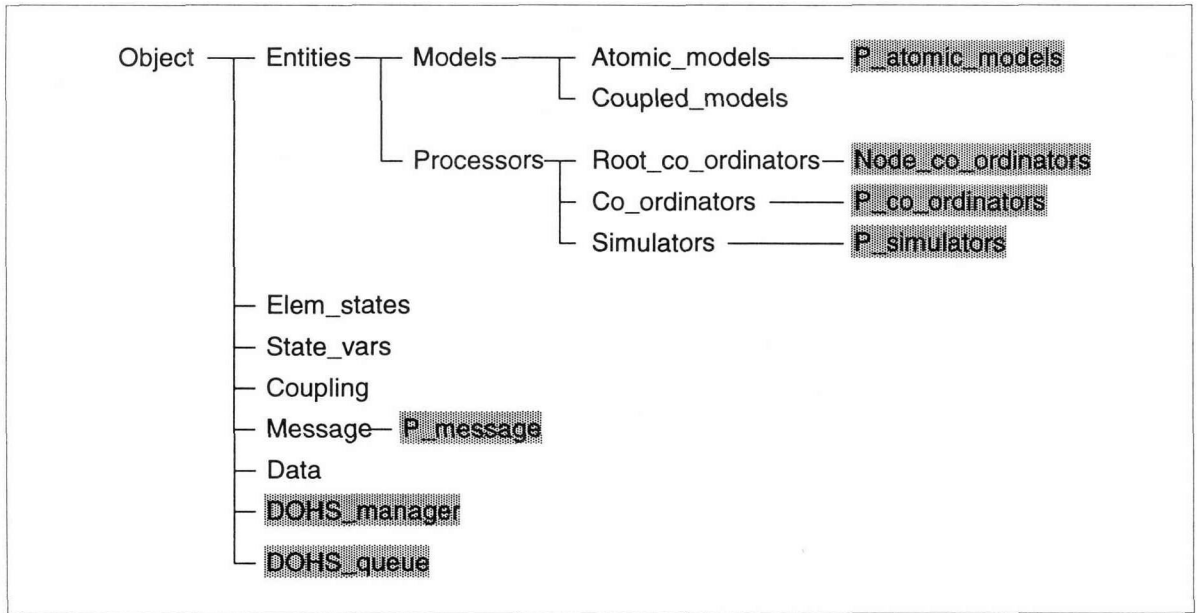 Object Entities Models Atomic_models P_atomic_models
Coupled_models
Processors Root_co_ordinators Node_co_ordinators
Co_ordinators P_co_ordinators
Simulators P_simulators
Elem_states
State_vars
Coupling
Message P_message
Data
DOHS_manager
DOHS_queue